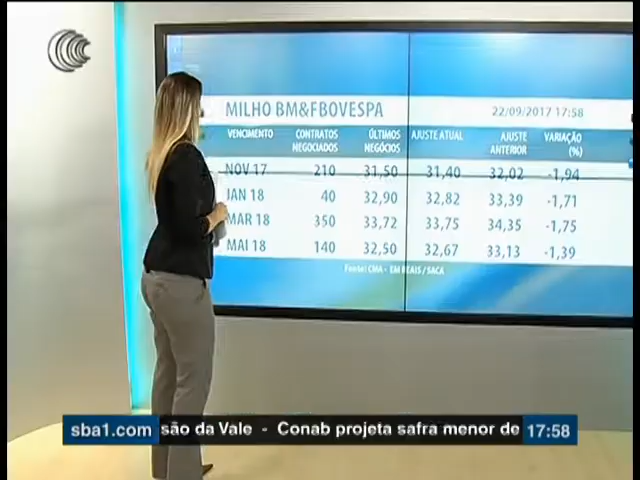 MILHO BM&FBOVESPA 22/09/2017 17:58
VENCIMENTO CONTRATOS NEGOCIADOS ÚLTIMOS NEGÓCIOS AJUSTE ATUAL AJUSTE ANTERIOR VARIAÇÃO (%)
NOV 17 210 31,50 31,40 32,02 -1,94
JAN 18 40 32,90 32,82 33,39 -1,71
MAR 18 350 33,72 33,75 34,35 -1,75
MAI 18 140 32,50 32,67 33,13 -1,39
Fonte: CMA - EM REAIS / SACA
sba1.com são da Vale - Conab projeta safra menor de 17:58